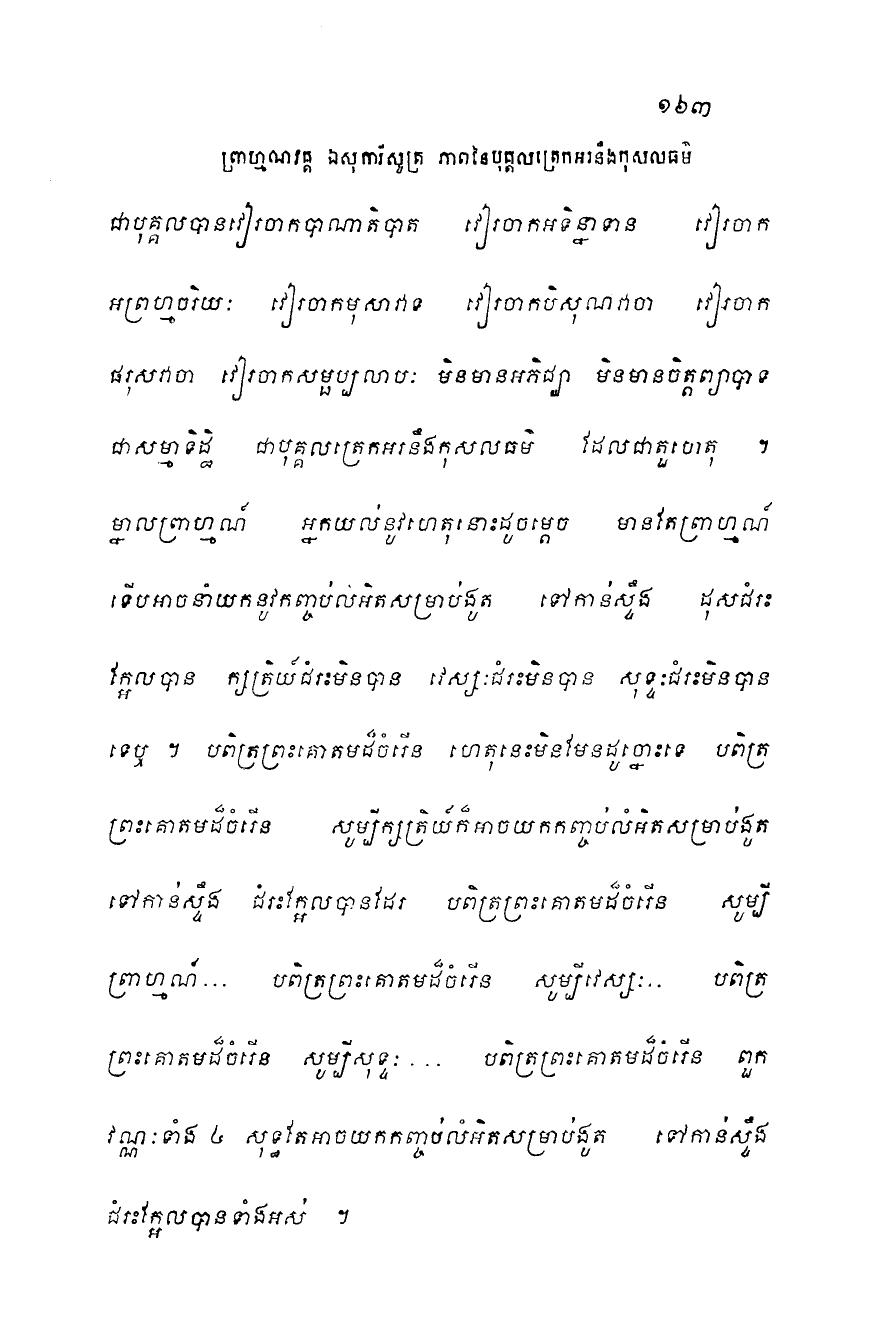 ១៦៣
ព្រាហ្មណវគ្គ ឯសុការីសូត្រ ភាពនៃបុគ្គលត្រេកអរនឹងកុសលធម៌
ជាបុគ្គលបានវៀរចាកបាណាតិបាត វៀរចាកអទិន្នាទាន វៀរចាក
អព្រហ្មចរិយៈ វៀរចាកមុសាវាទ វៀរចាកបិសុណវាចា វៀរចាក
ផរុសវាចា វៀរចាកសម្ផប្បលាបៈ មិនមានអភិជ្ឈា មិនមានចិត្តព្យាបាទ
ជាសម្មាទិដ្ឋិ ជាបុគ្គលត្រេកអរនឹងកុសលធម៌ ដែលជាតួហេតុ ។
ម្នាលព្រាហ្មណ៍ អ្នកយល់នូវហេតុនោះដូចម្តេច មានតែព្រាហ្មណ៍
ទើបអាចនាំយកនូវកញ្ចប់លំអិតសម្រាប់ងូត ទៅកាន់ស្ទឹង ដុសជំរះ
ក្អែលបាន ក្សត្រិយ៍ជំរះមិនបាន វេស្សៈជំរះមិនបាន សុទ្ទៈជំរះមិនបាន
ទេឬ ។ បពិត្រព្រះគោតមដ៏ចំរើន ហេតុនេះមិនមែនដូច្នោះទេ បពិត្រ
ព្រះគោតមដ៏ចំរើន សូម្បីក្សត្រិយ៍ក៏អាចយកកញ្ចប់លំអិតសម្រាប់ងូត
ទៅកាន់ស្ទឹង ជំរះក្អែលបានដែរ បពិត្រព្រះគោតមដ៏ចំរើន សូម្បី
ព្រាហ្មណ៍... បពិត្រព្រះគោតមដ៏ចំរើន សូម្បីវេស្សៈ.. បពិត្រ
ព្រះគោតមដ៏ចំរើន សូម្បីសុទ្ទៈ ... បពិត្រព្រះគោតមដ៏ចំរើន ពួក
វណ្ណៈទាំង ៤ សុទ្ធតែអាចយកកញ្ចប់លំអិតសម្រាប់ងូត ទៅកាន់ស្ទឹង
ជំរះក្អែលបានទាំងអស់ ។